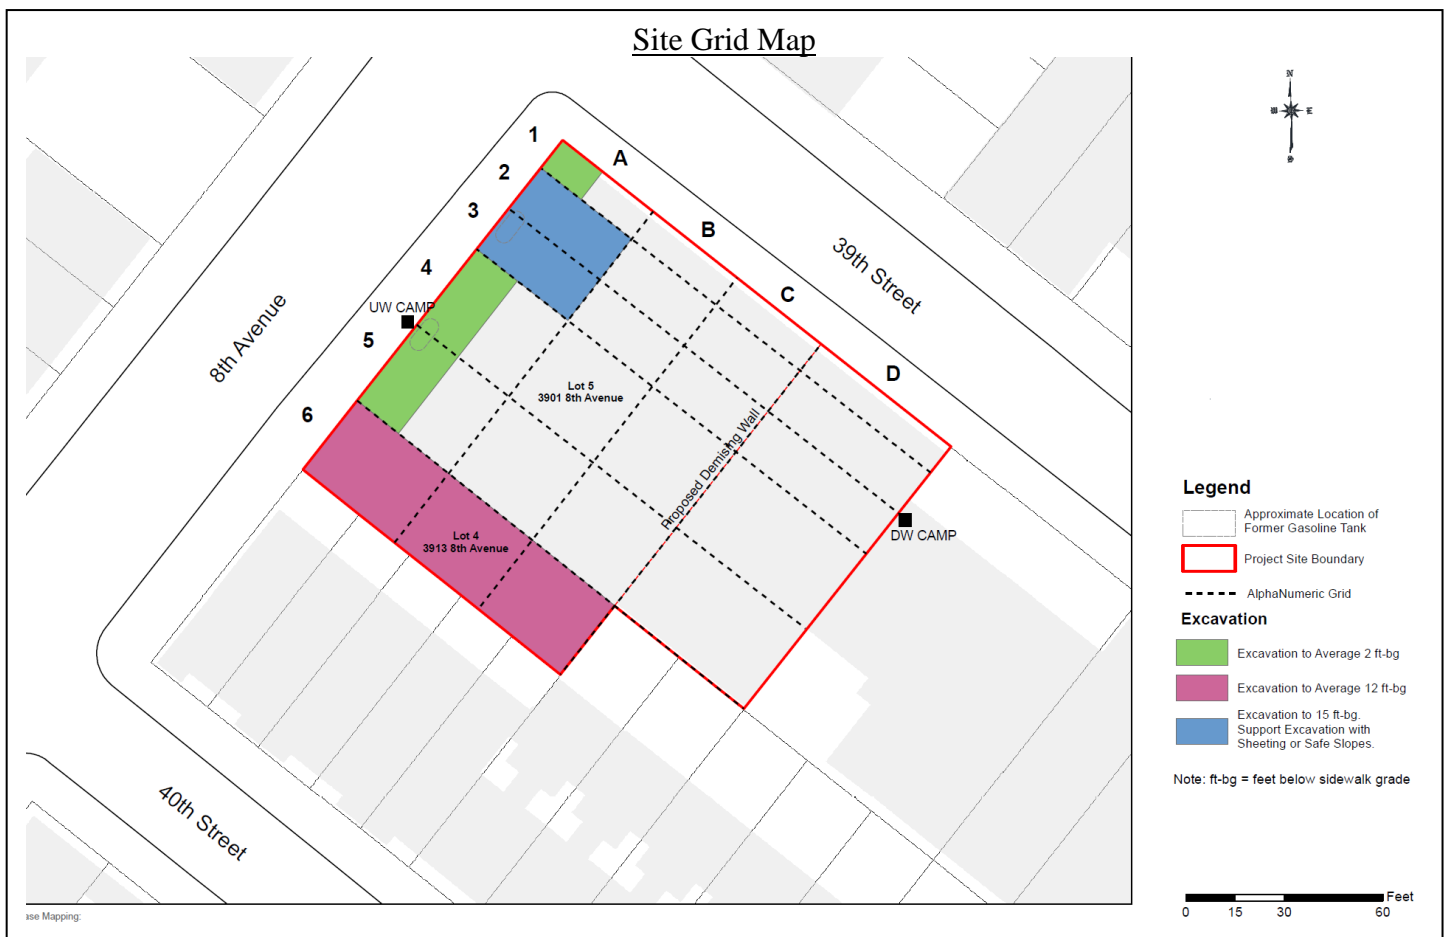 Site Grid Map
N
1
A
2
3
B
4
39th Street
C
UW CAMP
8th Avenue
5
D
Lot 5
3901 8th Avenue
6
Proposed Demising Wall
Lot 4
3913 8th Avenue
DW CAMP
40th Street
Legend
Approximate Location of
Former Gasoline Tank
Project Site Boundary
AlphaNumeric Grid
Excavation
Excavation to Average 2 ft-bg
Excavation to Average 12 ft-bg
Excavation to 15 ft-bg.
Support Excavation with
Sheeting or Safe Slopes.
Note: ft-bg = feet below sidewalk grade
Feet
0 15 30 60
ase Mapping: